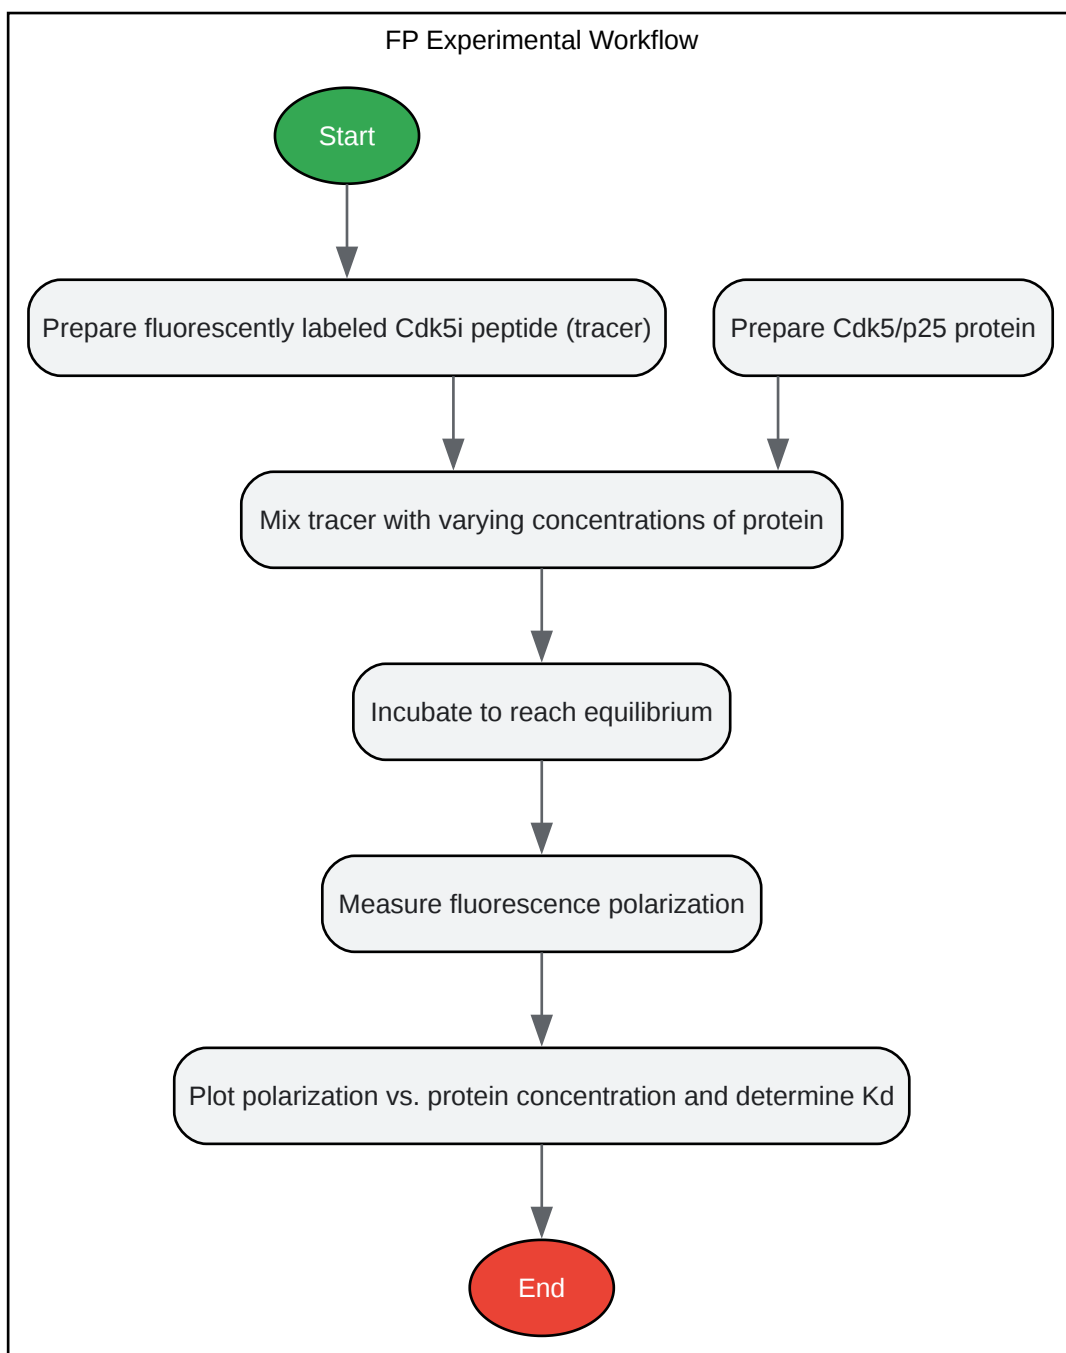 FP Experimental Workflow
Start
Prepare fluorescently labeled Cdk5i peptide (tracer)
Prepare Cdk5/p25 protein
Mix tracer with varying concentrations of protein
Incubate to reach equilibrium
Measure fluorescence polarization
Plot polarization vs. protein concentration and determine Kd
End